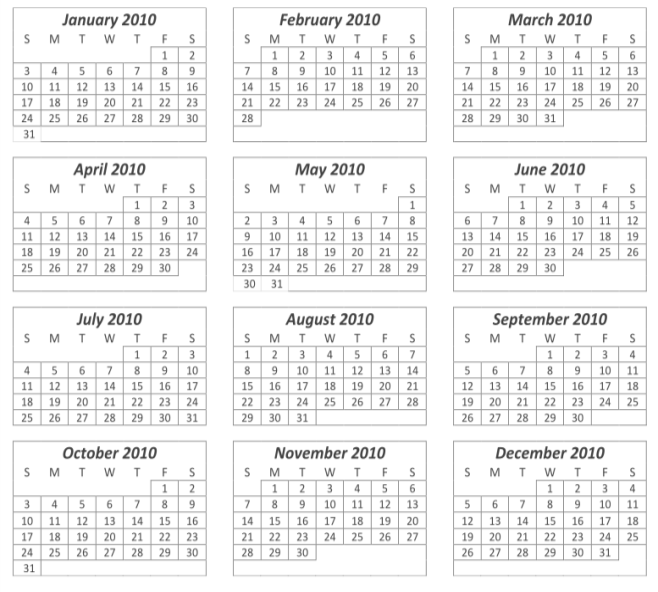 January 2010
S M T W T F S
1 2
3 4 5 6 7 8 9
10 11 12 13 14 15 16
17 18 19 20 21 22 23
24 25 26 27 28 29 30
31
February 2010
S M T W T F S
1 2 3 4 5 6
7 8 9 10 11 12 13
14 15 16 17 18 19 20
21 22 23 24 25 26 27
28
March 2010
S M T W T F S
1 2 3 4 5 6
7 8 9 10 11 12 13
14 15 16 17 18 19 20
21 22 23 24 25 26 27
28 29 30 31
April 2010
S M T W T F S
1 2 3
4 5 6 7 8 9 10
11 12 13 14 15 16 17
18 19 20 21 22 23 24
25 26 27 28 29 30
May 2010
S M T W T F S
1
2 3 4 5 6 7 8
9 10 11 12 13 14 15
16 17 18 19 20 21 22
23 24 25 26 27 28 29
30 31
June 2010
S M T W T F S
1 2 3 4 5
6 7 8 9 10 11 12
13 14 15 16 17 18 19
20 21 22 23 24 25 26
27 28 29 30
July 2010
S M T W T F S
1 2 3
4 5 6 7 8 9 10
11 12 13 14 15 16 17
18 19 20 21 22 23 24
25 26 27 28 29 30 31
August 2010
S M T W T F S
1 2 3 4 5 6 7
8 9 10 11 12 13 14
15 16 17 18 19 20 21
22 23 24 25 26 27 28
29 30 31
September 2010
S M T W T F S
1 2 3 4
5 6 7 8 9 10 11
12 13 14 15 16 17 18
19 20 21 22 23 24 25
26 27 28 29 30
October 2010
S M T W T F S
1 2
3 4 5 6 7 8 9
10 11 12 13 14 15 16
17 18 19 20 21 22 23
24 25 26 27 28 29 30
31
November 2010
S M T W T F S
1 2 3 4 5 6
7 8 9 10 11 12 13
14 15 16 17 18 19 20
21 22 23 24 25 26 27
28 29 30
December 2010
S M T W T F S
1 2 3 4
5 6 7 8 9 10 11
12 13 14 15 16 17 18
19 20 21 22 23 24 25
26 27 28 29 30 31